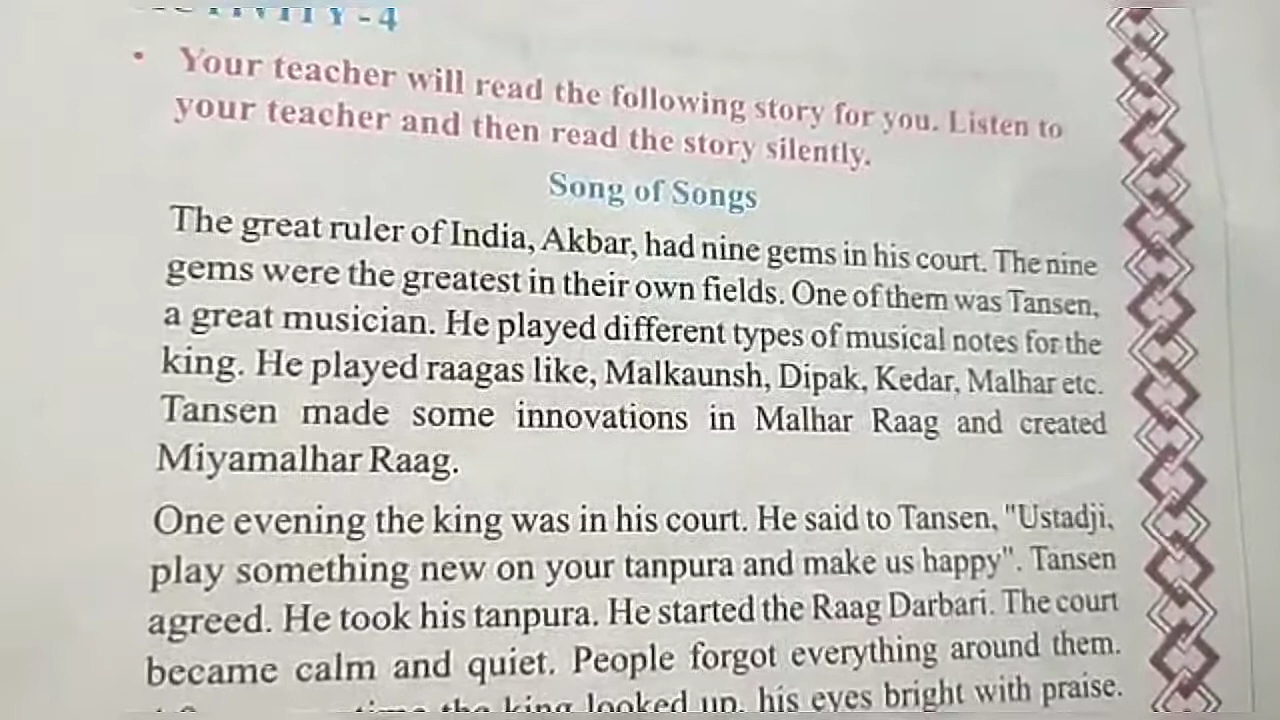 ACTIVITY-4
• Your teacher will read the following story for you. Listen to
your teacher and then read the story silently.
Song of Songs
The great ruler of India, Akbar, had nine gems in his court. The nine
gems were the greatest in their own fields. One of them was Tansen,
a great musician. He played different types of musical notes for the
king. He played raagas like, Malkaunsh, Dipak, Kedar, Malhar etc.
Tansen made some innovations in Malhar Raag and created
Miyamalhar Raag.
One evening the king was in his court. He said to Tansen, "Ustadji,
play something new on your tanpura and make us happy". Tansen
agreed. He took his tanpura. He started the Raag Darbari. The court
became calm and quiet. People forgot everything around them.
time the king looked up, his eyes bright with praise.